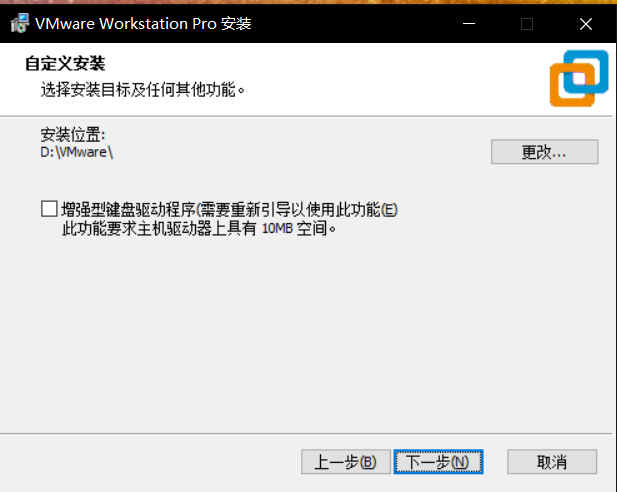 VMware Workstation Pro 安装
自定义安装
选择安装目标及任何其他功能。
安装位置:
D:\VMware\
更改...
增强型键盘驱动程序(需要重新引导以使用此功能(E)
此功能要求主机驱动器上具有 10MB 空间。
上一步(B) 下一步(N) 取消